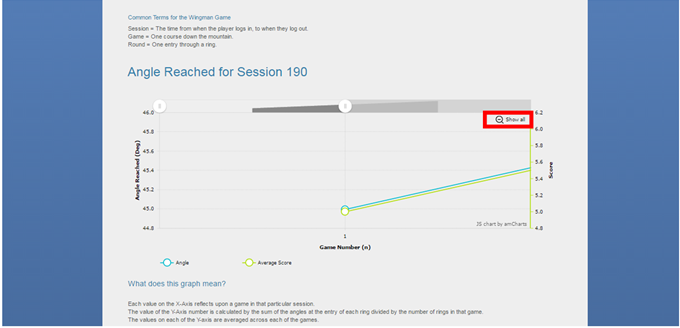 Common Terms for the Wingman Game
Session = The time from when the player logs in, to when they log out.
Game = One course down the mountain.
Round = One entry through a ring.
Angle Reached for Session 190
Show all
46.0
45.8
45.6
45.4
45.2
45.0
44.8
Angle Reached (Deg)
6.2
6.0
5.8
5.6
5.4
5.2
5.0
4.8
Score
JS chart by amCharts
1
Game Number (n)
Angle
Average Score
What does this graph mean?
Each value on the X-Axis reflects upon a game in that particular session.
The value of the Y-Axis number is calculated by the sum of the angles at the entry of each ring divided by the number of rings in that game.
The values on each of the Y-axis are averaged across each of the games.